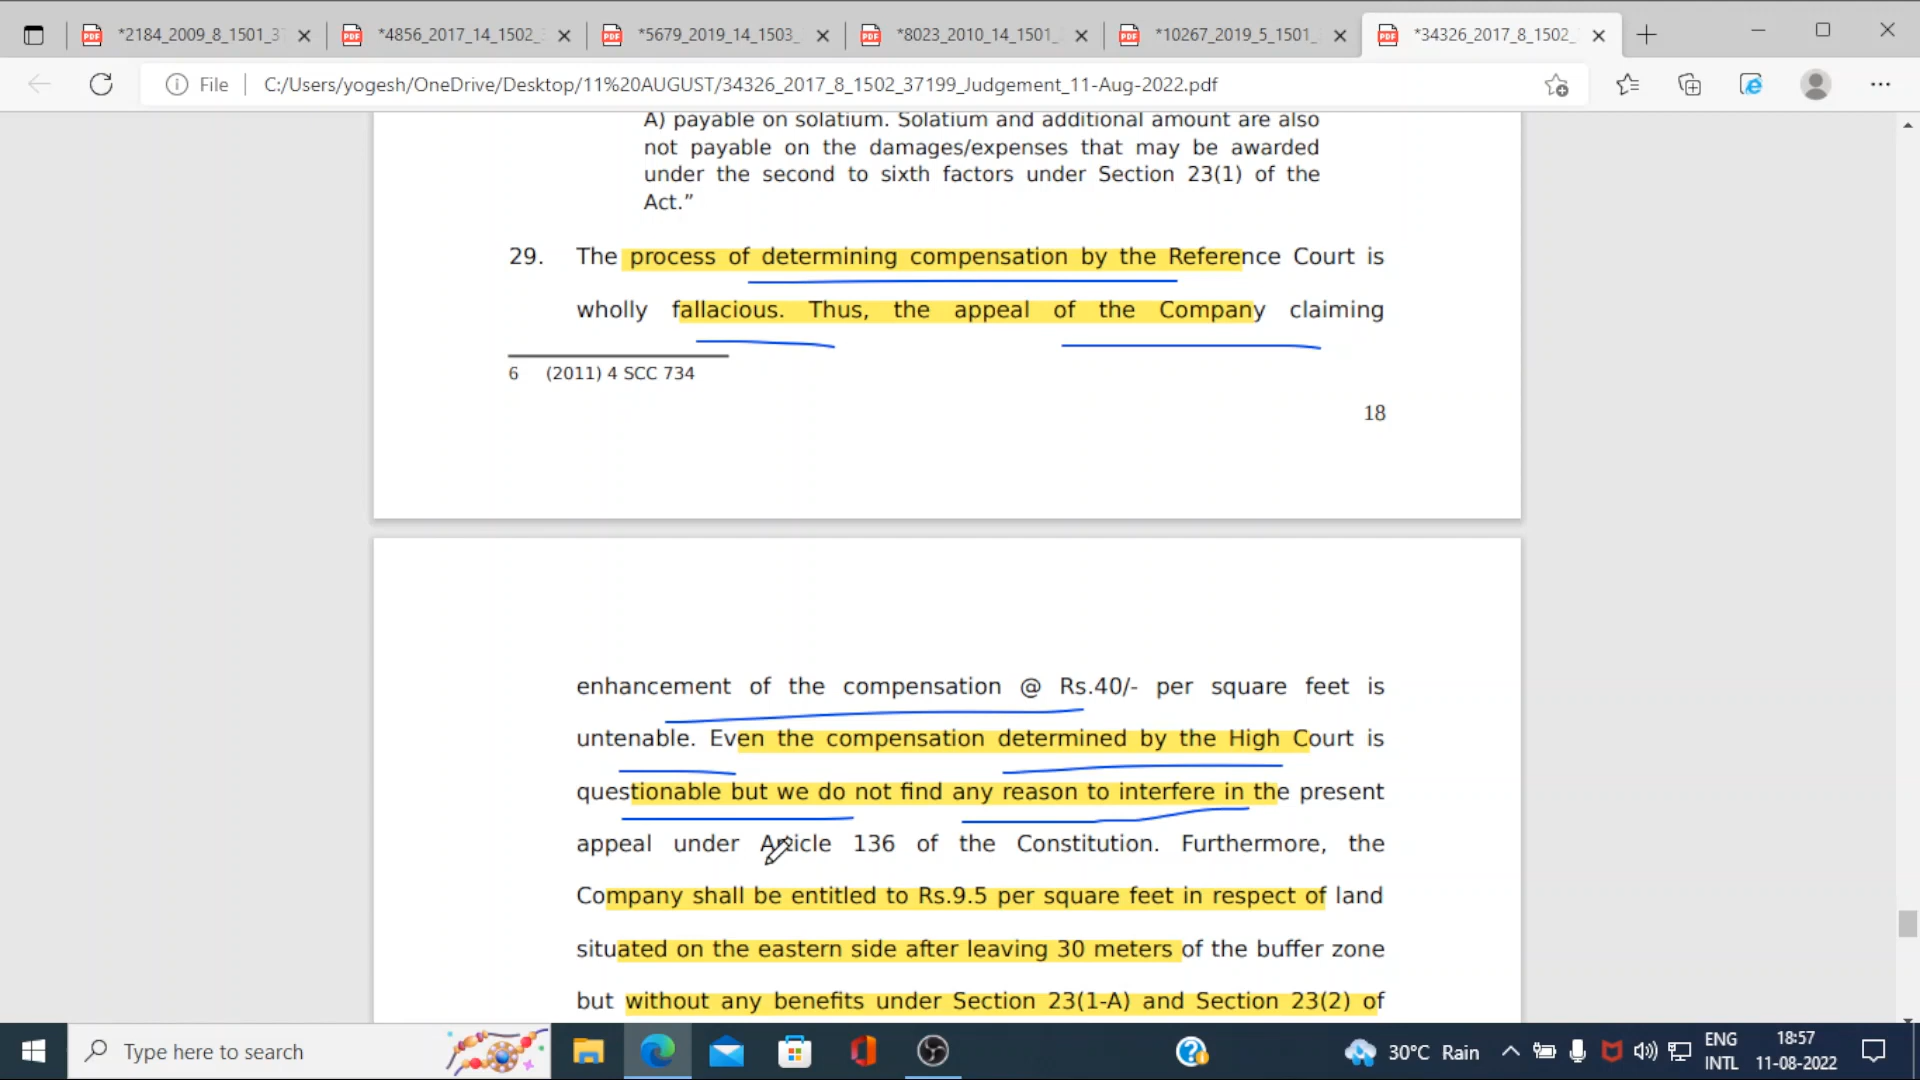 *2184_2009_8_1501_3
*4856_2017_14_1502_
*5679_2019_14_1503_
*8023_2010_14_1501_
*10267_2019_5_1501_
*34326_2017_8_1502_
File
C:/Users/yogesh/OneDrive/Desktop/11%20AUGUST/34326_2017_8_1502_37199_Judgement_11-Aug-2022.pdf
A) payable on solatium. Solatium and additional amount are also
not payable on the damages/expenses that may be awarded
under the second to sixth factors under Section 23(1) of the
Act.”
29. The process of determining compensation by the Reference Court is
wholly fallacious. Thus, the appeal of the Company claiming
6 (2011) 4 SCC 734
18
enhancement of the compensation @ Rs.40/- per square feet is
untenable. Even the compensation determined by the High Court is
questionable but we do not find any reason to interfere in the present
appeal under Article 136 of the Constitution. Furthermore, the
Company shall be entitled to Rs.9.5 per square feet in respect of land
situated on the eastern side after leaving 30 meters of the buffer zone
but without any benefits under Section 23(1-A) and Section 23(2) of
Type here to search
30°C Rain
ENG
INTL
18:57
11-08-2022